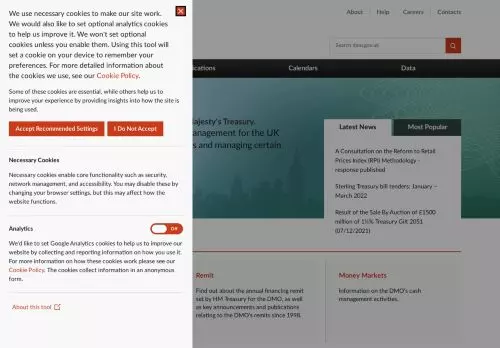 We use necessary cookies to make our site work.
We would also like to set optional analytics cookies
to help us improve it. We won't set optional
cookies unless you enable them. Using this tool will
set a cookie on your device to remember your
preferences. For more detailed information about
the cookies we use, see our Cookie Policy.
Some of these cookies are essential, while others help us to
improve your experience by providing insights into how the site is
being used.
Accept Recommended Settings
I Do Not Accept
Necessary Cookies
Necessary cookies enable core functionality such as security,
network management, and accessibility. You may disable these by
changing your browser settings, but this may affect how the
website functions.
Analytics
Off
We'd like to set Google Analytics cookies to help us to improve our
website by collecting and reporting information on how you use it.
For more information on how these cookies work please see our
Cookie Policy. The cookies collect information in an anonymous
form.
About this tool
About
Help
Careers
Contacts
Search dmo.gov.uk
ications
Calendars
Data
ajesty's Treasury.
anagement for the UK
s and managing certain
Latest News
Most Popular
A Consultation on the Reform to Retail
Prices Index (RPI) Methodology -
response published
Sterling Treasury bill tenders: January –
March 2022
Result of the Sale By Auction of £1500
million of 1½% Treasury Gilt 2051
(07/12/2021)
Remit
Find out about the annual financing remit
set by HM Treasury for the DMO, as well
as key announcements and publications
relating to the DMO's remits since 1998.
Money Markets
Information on the DMO's cash
management activities.